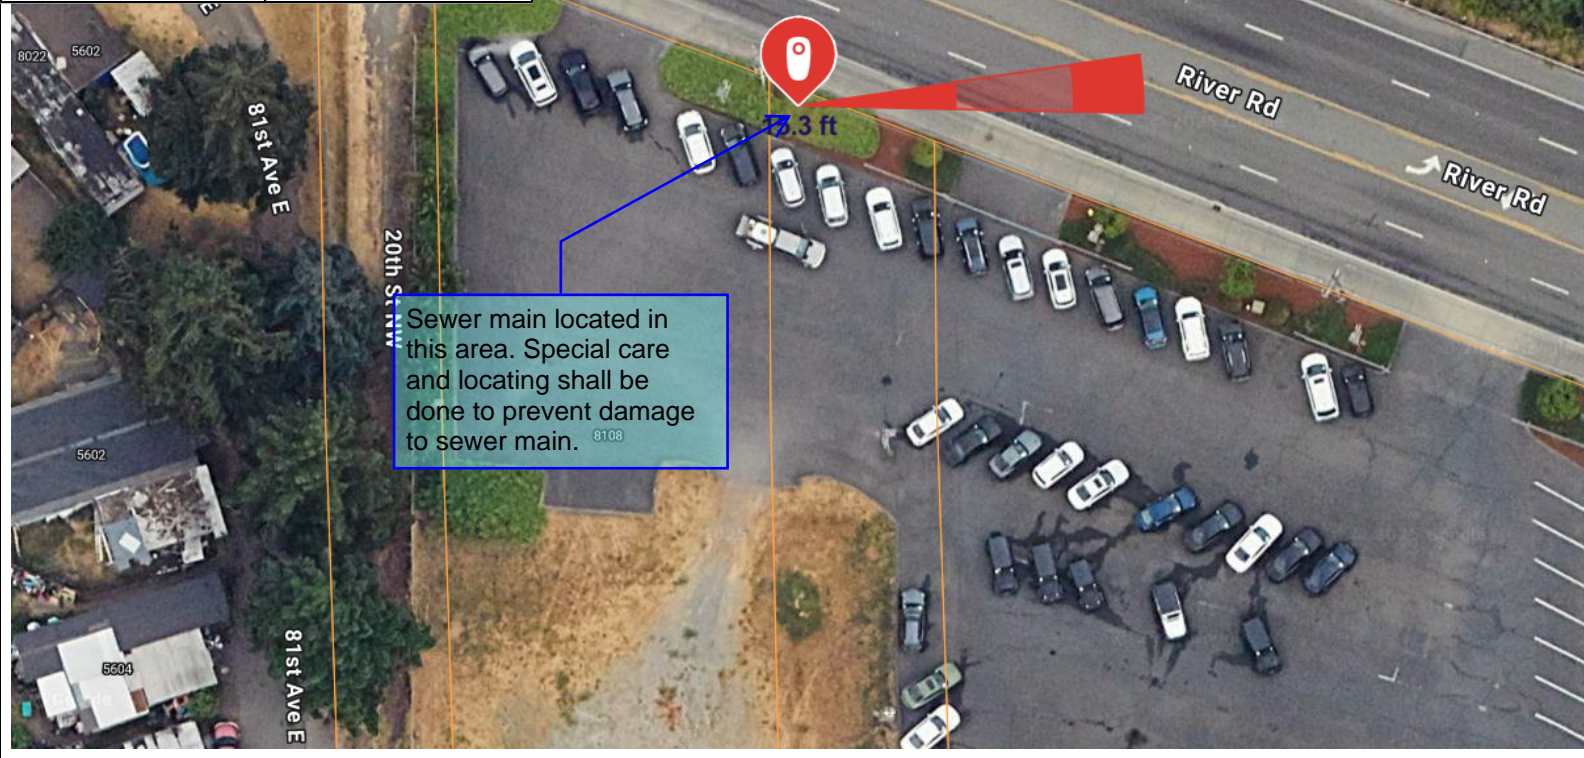 8022
5602
81st Ave E
20th St NW
.3 ft
River Rd
River Rd
Sewer main located in
this area. Special care
and locating shall be
done to prevent damage
to sewer main.
8108
5602
5604
81st Ave E